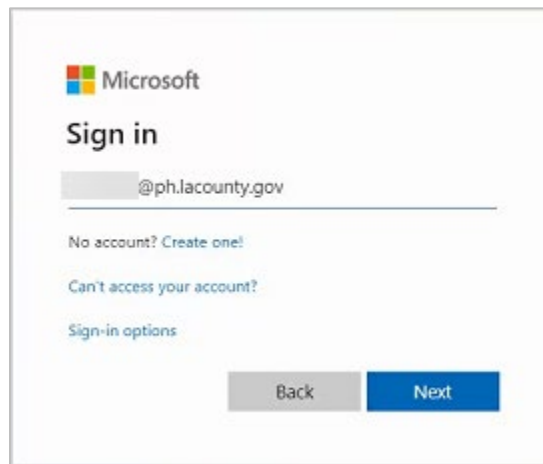 Microsoft
Sign in
@ph.lacounty.gov
No account? Create one!
Can't access your account?
Sign-in options
Back Next